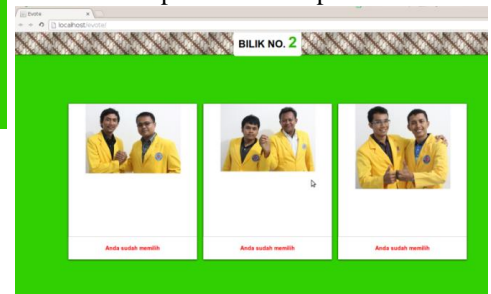 Evote
localhost/evote/
BILIK NO. 2
Anda sudah memilih
Anda sudah memilih
Anda sudah memilih